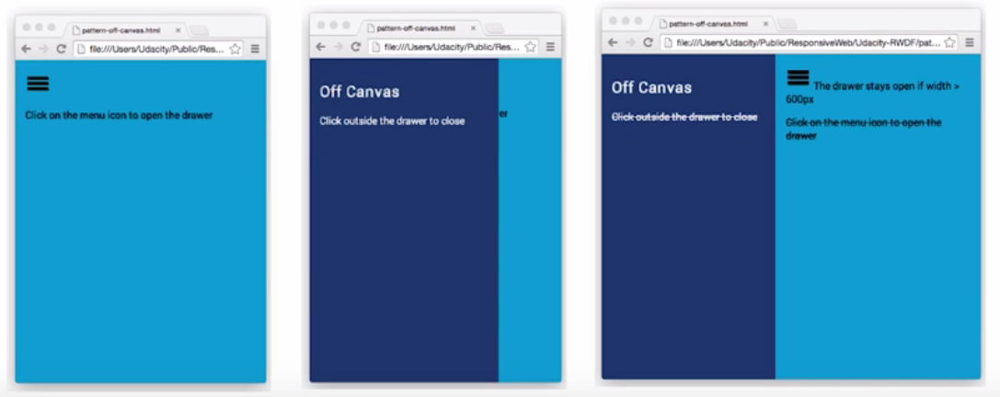 pattern-off-canvas.html
file:///Users/Udacity/Public/Res...
Click on the menu icon to open the drawer
pattern-off-canvas.html
file:///Users/Udacity/Public/Res...
Off Canvas
Click outside the drawer to close
er
pattern-off-canvas.html
file:///Users/Udacity/Public/ResponsiveWeb/Udacity-RWDF/pat...
Off Canvas
Click outside the drawer to close
The drawer stays open if width >
600px
Click on the menu icon to open the
drawer